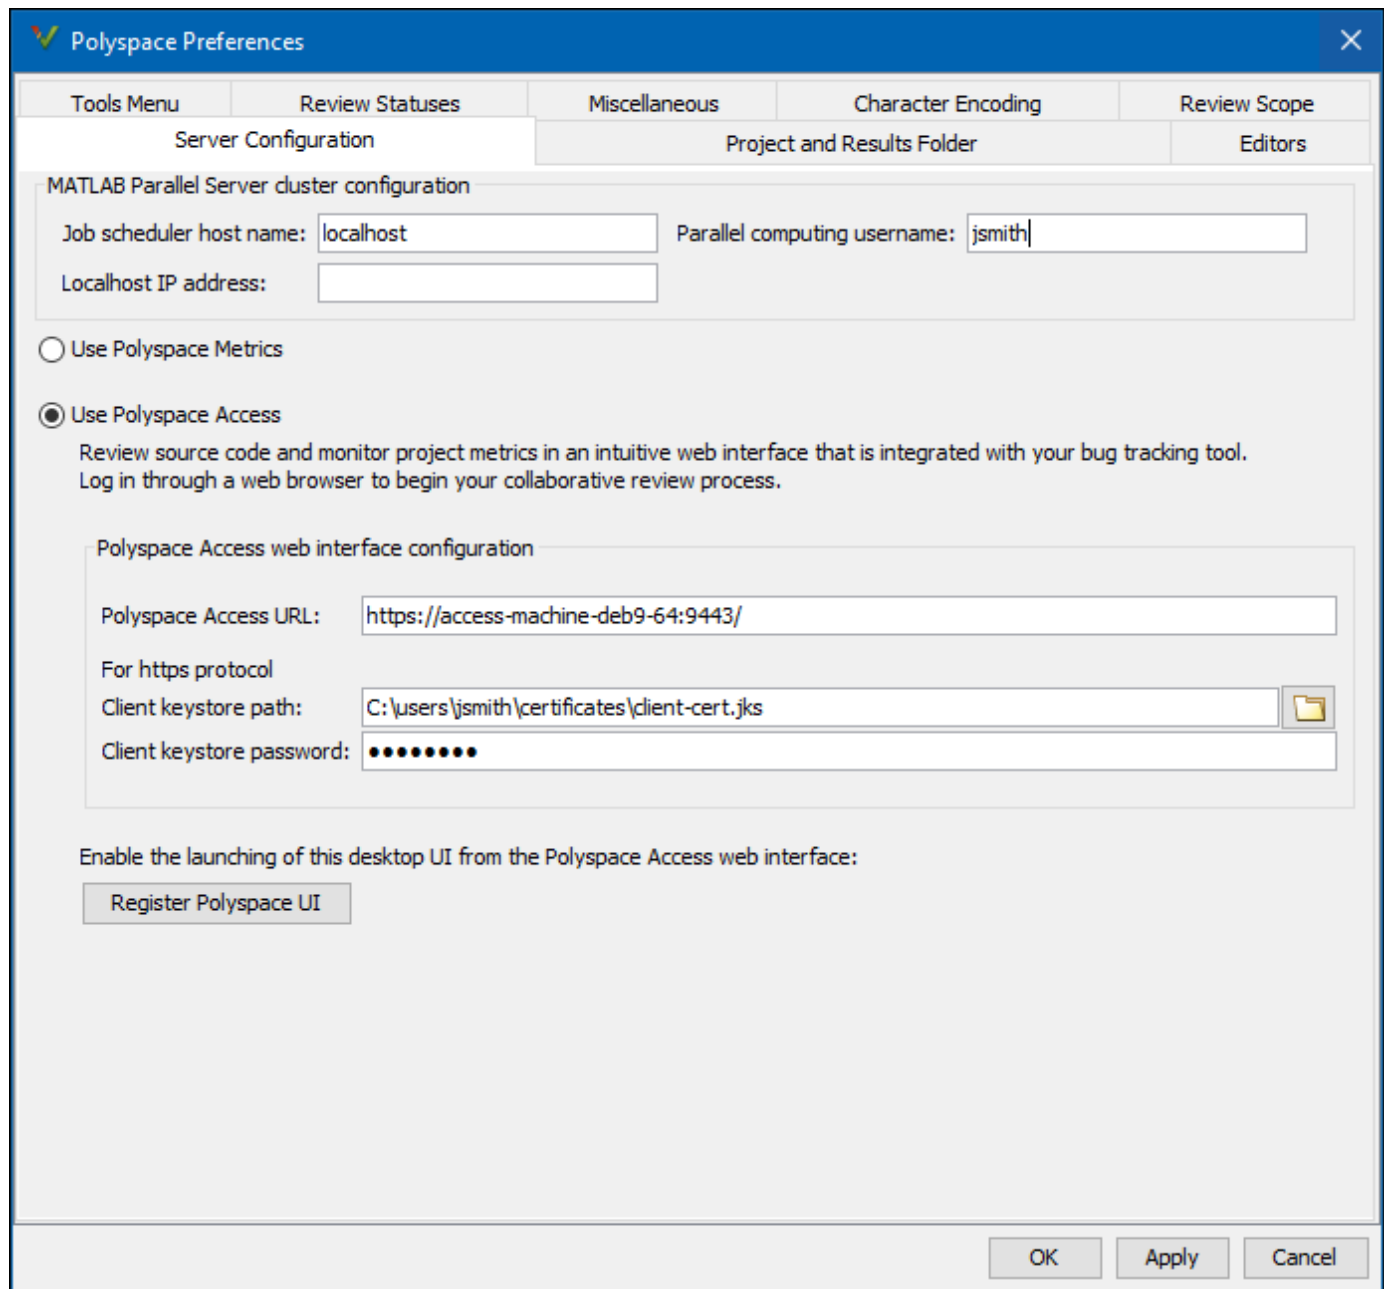 Polyspace Preferences
Tools Menu Review Statuses Miscellaneous Character Encoding Review Scope
Server Configuration Project and Results Folder Editors
MATLAB Parallel Server cluster configuration
Job scheduler host name: localhost Parallel computing username: jsmith
Localhost IP address:
Use Polyspace Metrics
Use Polyspace Access
Review source code and monitor project metrics in an intuitive web interface that is integrated with your bug tracking tool.
Log in through a web browser to begin your collaborative review process.
Polyspace Access web interface configuration
Polyspace Access URL: https://access-machine-deb9-64:9443/
For https protocol
Client keystore path: C:\users\jsmith\certificates\client-cert.jks
Client keystore password: ●●●●●●●●
Enable the launching of this desktop UI from the Polyspace Access web interface:
Register Polyspace UI
OK Apply Cancel